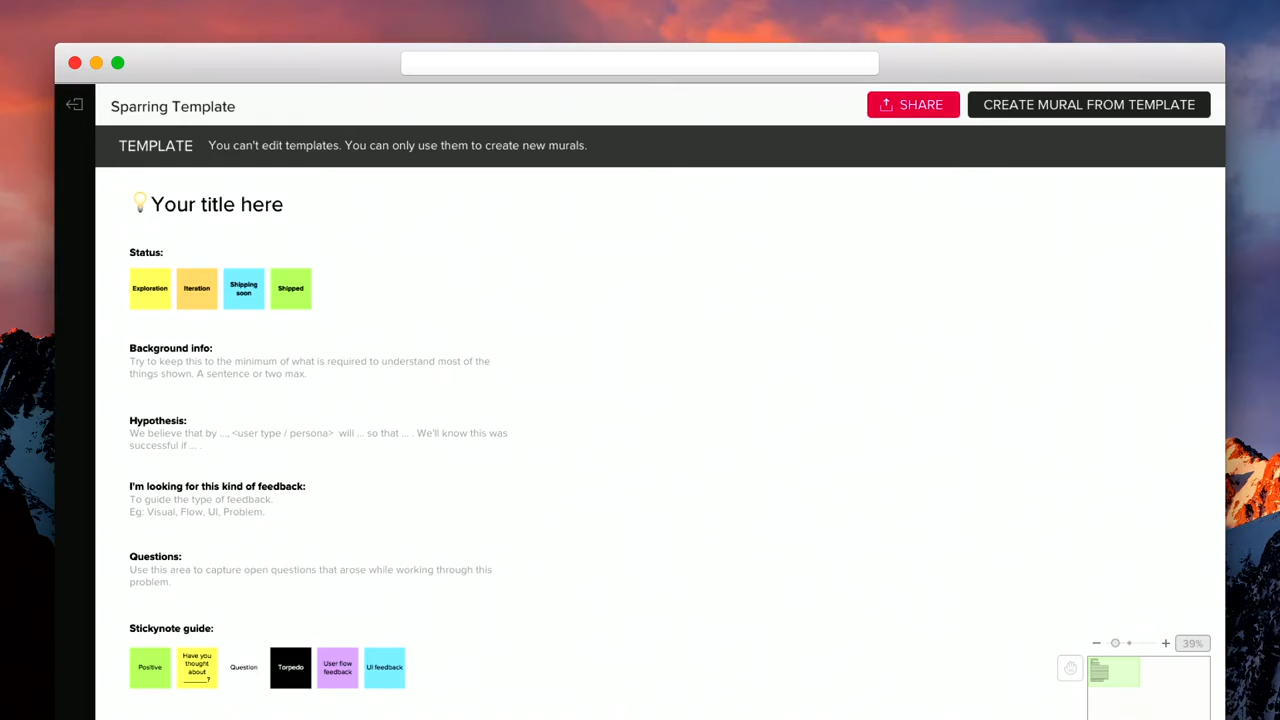 Sparring Template
SHARE
CREATE MURAL FROM TEMPLATE
TEMPLATE
You can't edit templates. You can only use them to create new murals.
Your title here
Status:
Exploration
Iteration
Shipping
soon
Shipped
Background info:
Try to keep this to the minimum of what is required to understand most of the
things shown. A sentence or two max.
Hypothesis:
We believe that by ..., <user type / persona> will ... so that ... . We'll know this was
successful if ... .
I'm looking for this kind of feedback:
To guide the type of feedback.
Eg: Visual, Flow, UI, Problem.
Questions:
Use this area to capture open questions that arose while working through this
problem.
Stickynote guide:
Positive
Have you
thought
about
______?
Question
Torpedo
User flow
feedback
UI feedback
39%